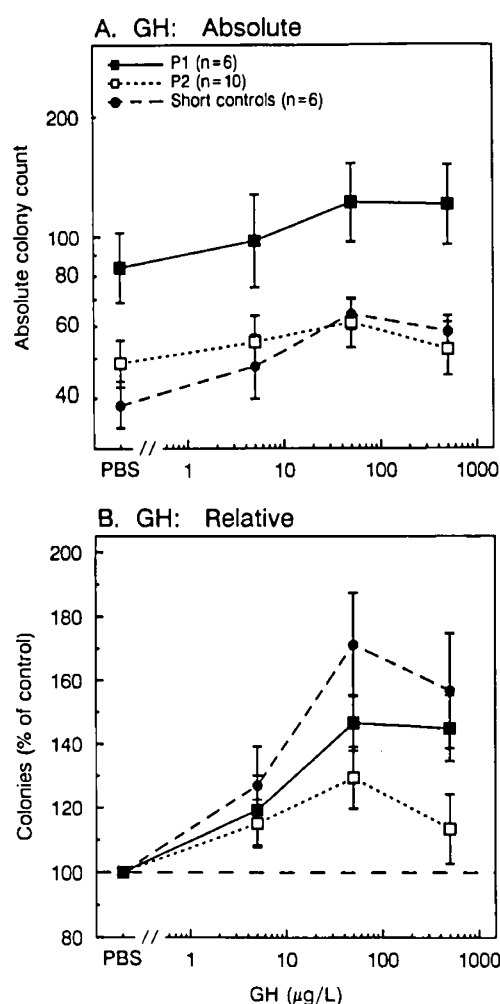 A. GH: Absolute
P1 (n=6)
P2 (n=10)
Short controls (n=6)
Absolute colony count
200
100
80
60
40
PBS
1
10
100
1000
B. GH: Relative
Colonies (% of control)
200
180
160
140
120
100
80
PBS
1
10
100
1000
GH (µg/L)